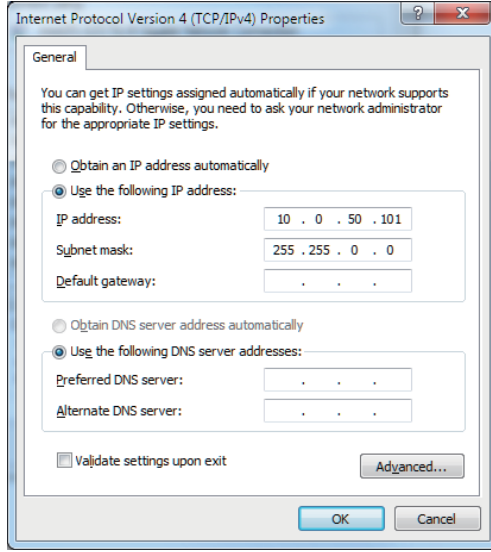 Internet Protocol Version 4 (TCP/IPv4) Properties
? X
General
You can get IP settings assigned automatically if your network supports
this capability. Otherwise, you need to ask your network administrator
for the appropriate IP settings.
Obtain an IP address automatically
Use the following IP address:
IP address: 10 . 0 . 50 . 101
Subnet mask: 255 . 255 . 0 . 0
Default gateway: . . .
Obtain DNS server address automatically
Use the following DNS server addresses:
Preferred DNS server: . . .
Alternate DNS server: . . .
Validate settings upon exit
Advanced...
OK Cancel